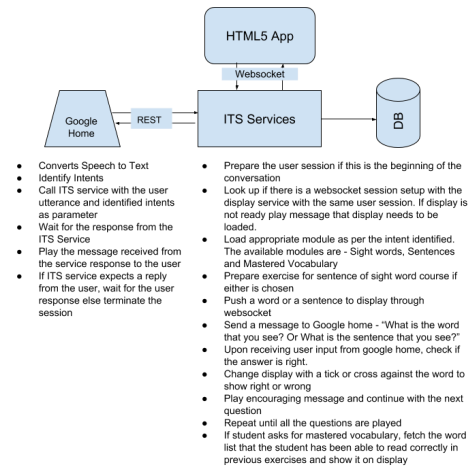 HTML5 App
Websocket
Google
Home
REST
ITS Services
DB
● Converts Speech to Text
● Identify Intents
● Call ITS service with the user
utterance and identified intents
as parameter
● Wait for the response from the
ITS Service
● Play the message received from
the service response to the user
● If ITS service expects a reply
from the user, wait for the user
response else terminate the
session
● Prepare the user session if this is the beginning of the
conversation
● Look up if there is a websocket session setup with the
display service with the same user session. If display is
not ready play message that display needs to be
loaded.
● Load appropriate module as per the intent identified.
The available modules are - Sight words, Sentences
and Mastered Vocabulary
● Prepare exercise for sentence of sight word course if
either is chosen
● Push a word or a sentence to display through
websocket
● Send a message to Google home - “What is the word
that you see? Or What is the sentence that you see?”
● Upon receiving user input from google home, check if
the answer is right.
● Change display with a tick or cross against the word to
show right or wrong
● Play encouraging message and continue with the next
question
● Repeat until all the questions are played
● If student asks for mastered vocabulary, fetch the word
list that the student has been able to read correctly in
previous exercises and show it on display